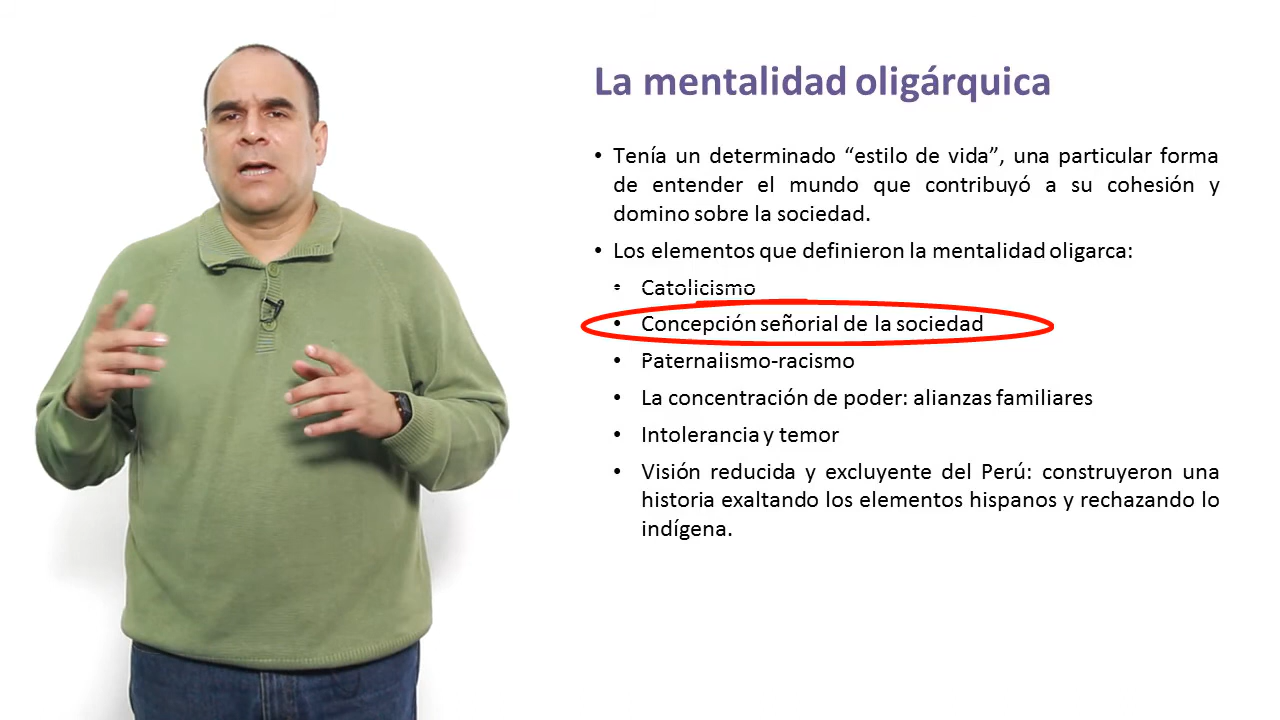 La mentalidad oligárquica
• Tenía un determinado “estilo de vida”, una particular forma
de entender el mundo que contribuyó a su cohesión y
domino sobre la sociedad.
• Los elementos que definieron la mentalidad oligarca:
• Catolicismo
• Concepción señorial de la sociedad
• Paternalismo-racismo
• La concentración de poder: alianzas familiares
• Intolerancia y temor
• Visión reducida y excluyente del Perú: construyeron una
historia exaltando los elementos hispanos y rechazando lo
indígena.